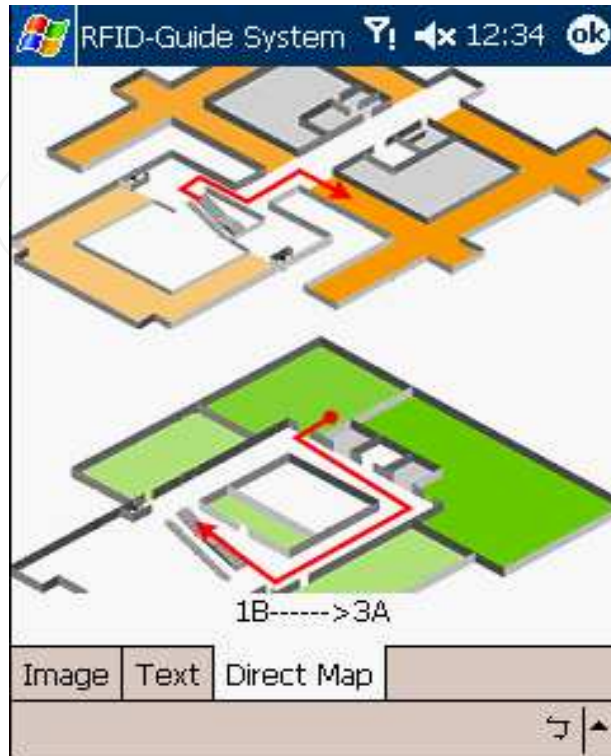 RFID-Guide System 12:34 ok
1B------>3A
Image Text Direct Map
ㄅ